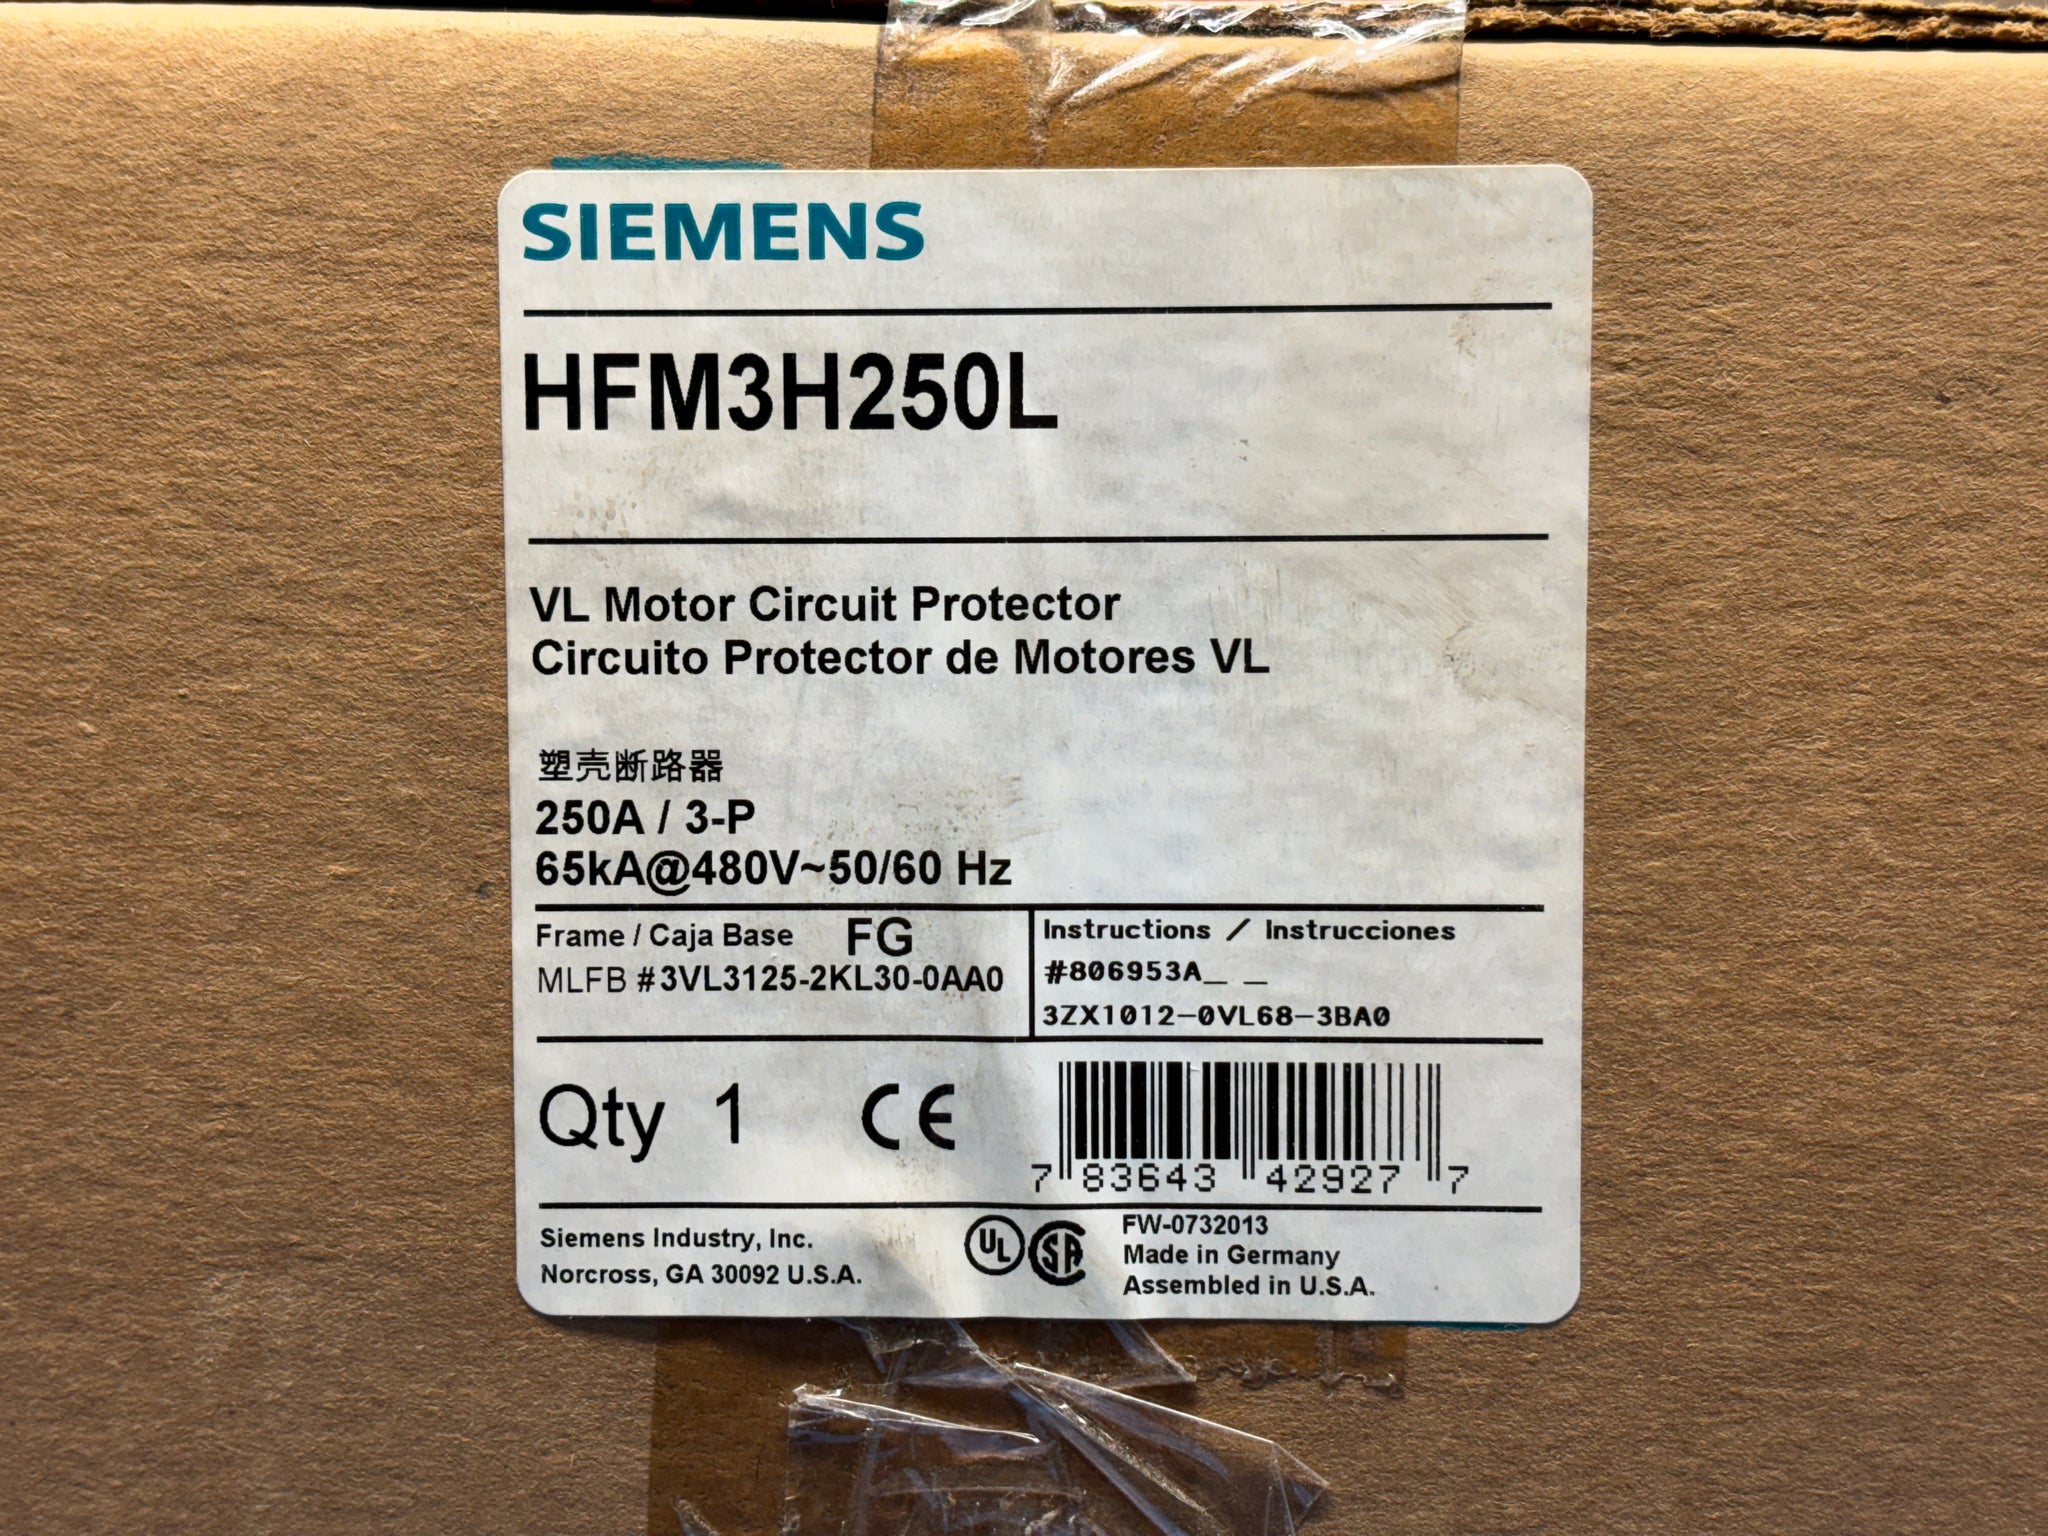 SIEMENS
HFM3H250L
VL Motor Circuit Protector
Circuito Protector de Motores VL
塑壳断路器
250A / 3-P
65kA@480V~50/60 Hz
Frame / Caja Base FG
MLFB #3VL3125-2KL30-0AA0
Instructions / Instrucciones
#806953A_ _
3ZX1012-0VL68-3BA0
Qty 1 CE
7 83643 42927 7
Siemens Industry, Inc.
Norcross, GA 30092 U.S.A.
UL SA
FW-0732013
Made in Germany
Assembled in U.S.A.